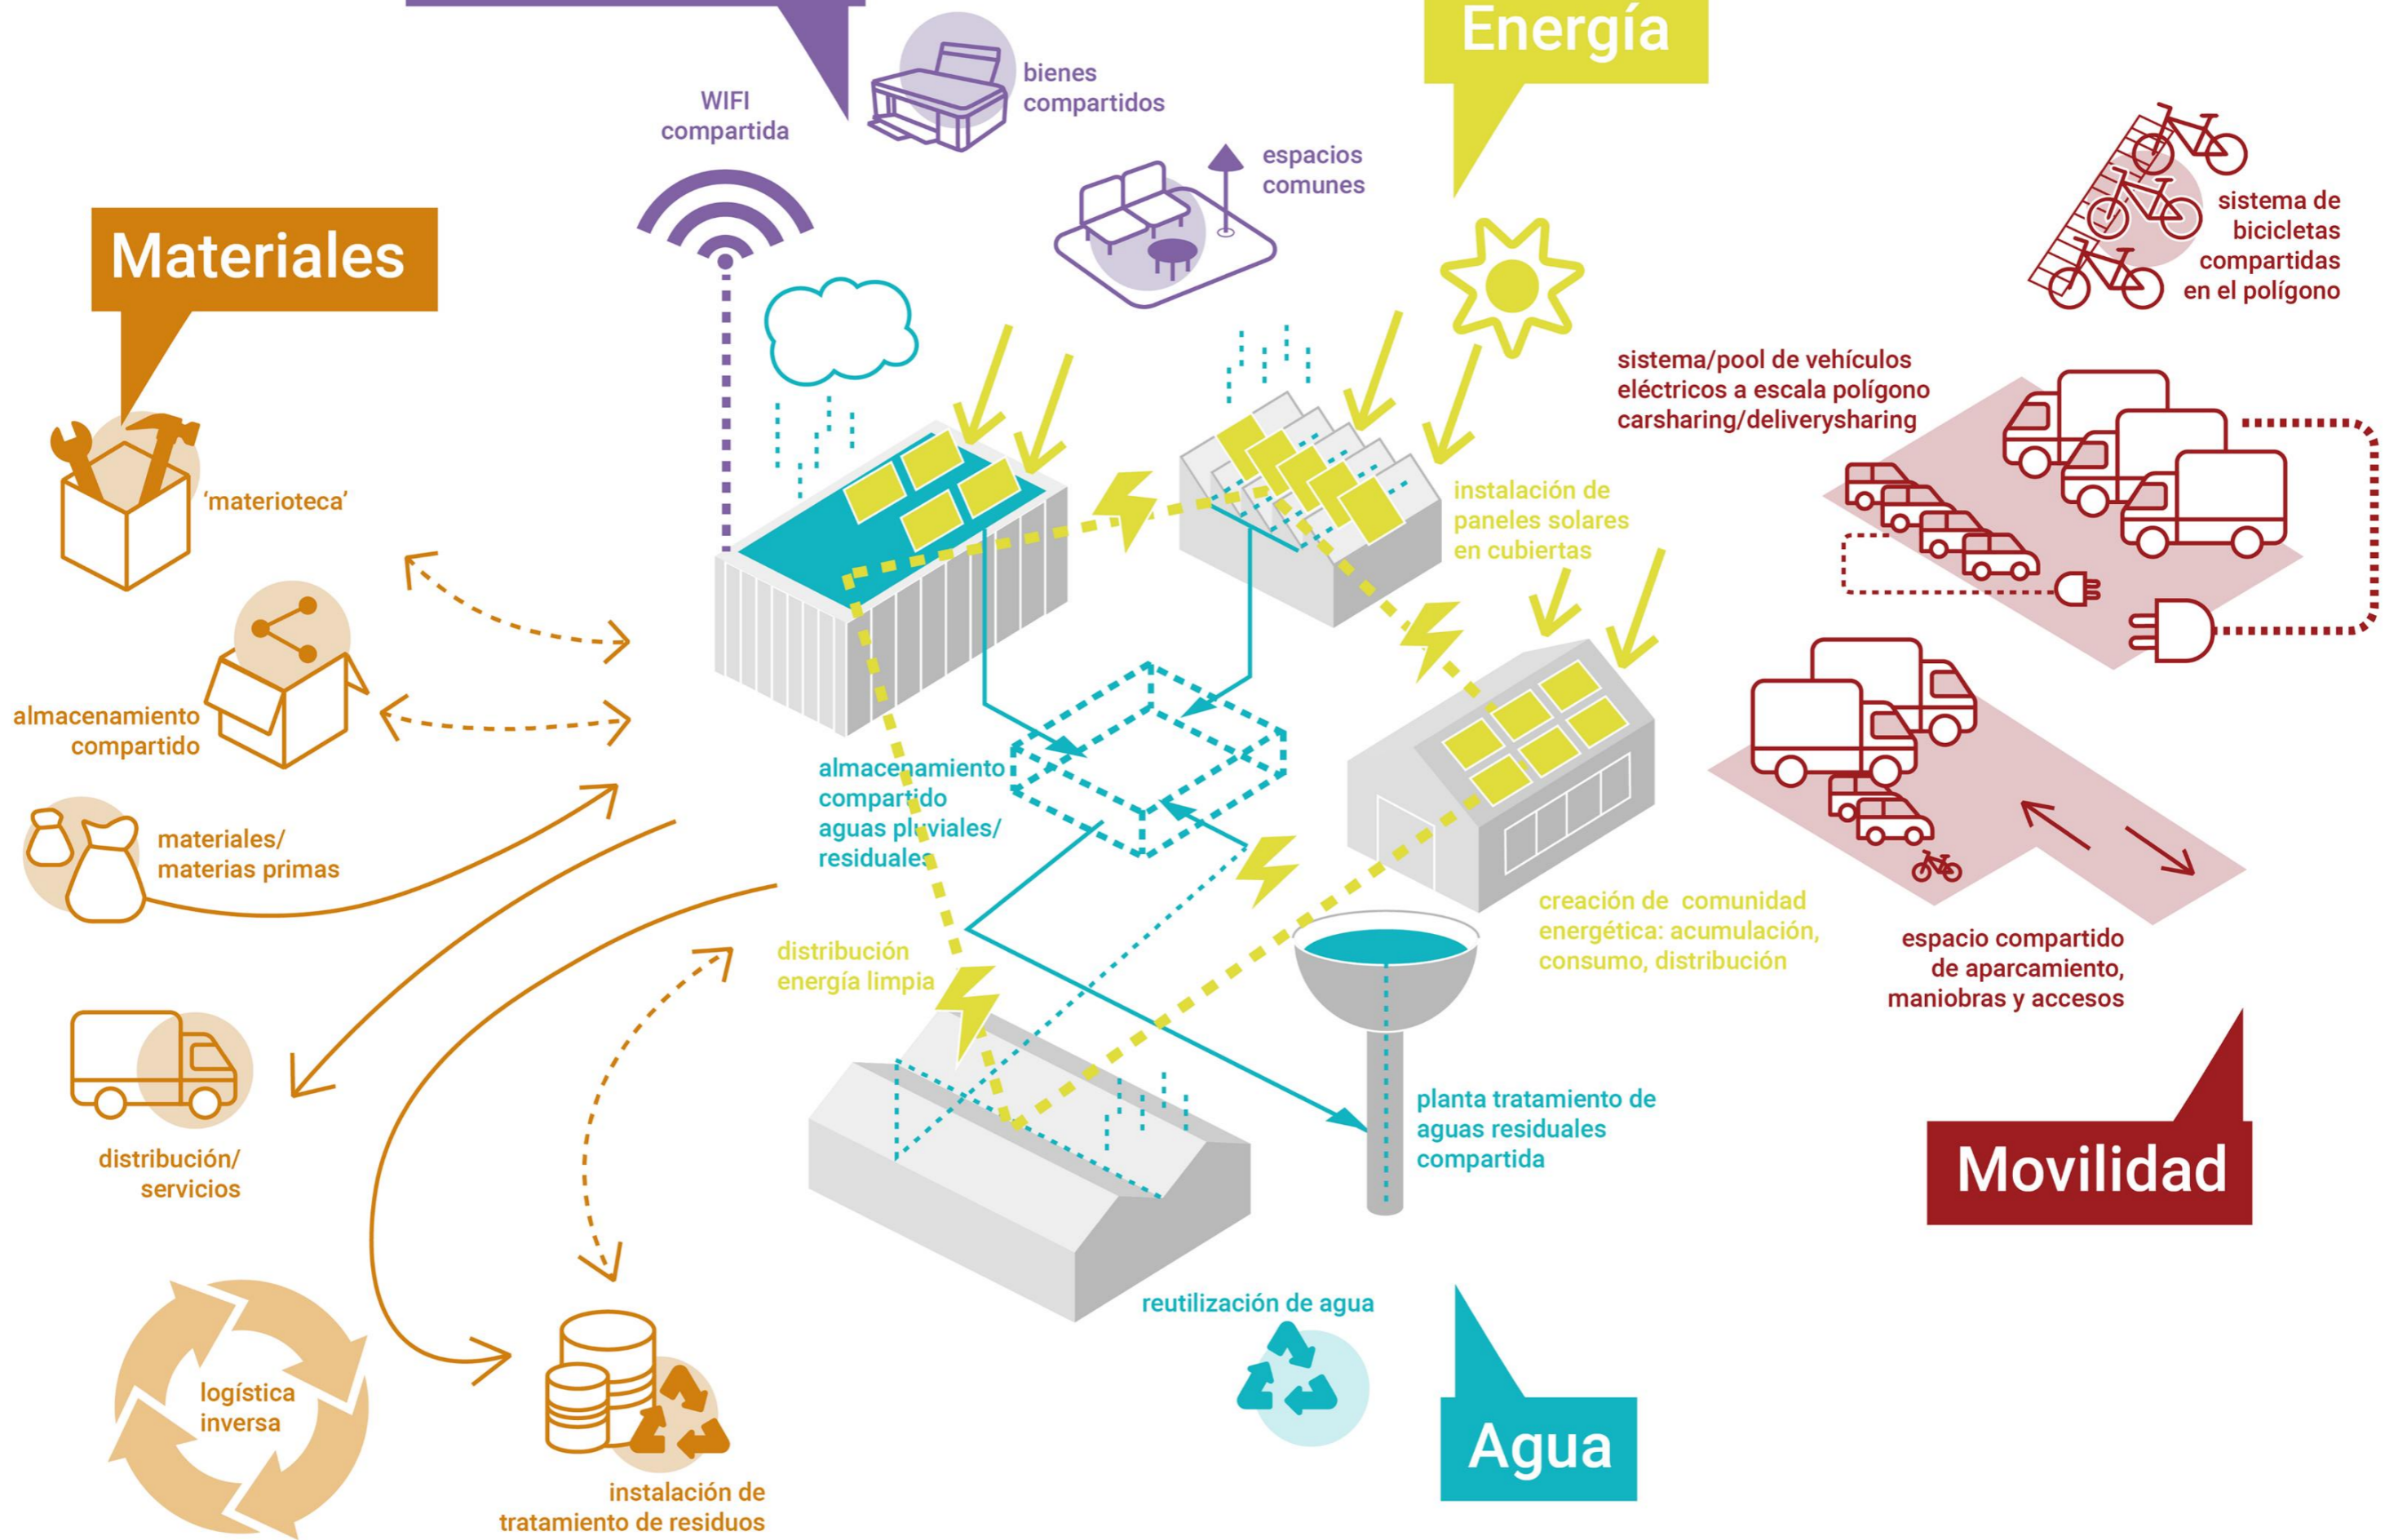 Energía
bienes
compartidos
WIFI
compartida
espacios
comunes
Materiales
sistema de
bicicletas
compartidas
en el polígono
sistema/pool de vehículos
eléctricos a escala polígono
carsharing/deliverysharing
'materioteca'
instalación de
paneles solares
en cubiertas
almacenamiento
compartido
almacenamiento
compartido
aguas pluviales/
residuales
materiales/
materias primas
creación de comunidad
energética: acumulación,
consumo, distribución
distribución
energía limpia
espacio compartido
de aparcamiento,
maniobras y accesos
distribución/
servicios
planta tratamiento de
aguas residuales
compartida
Movilidad
reutilización de agua
logística
inversa
Agua
instalación de
tratamiento de residuos